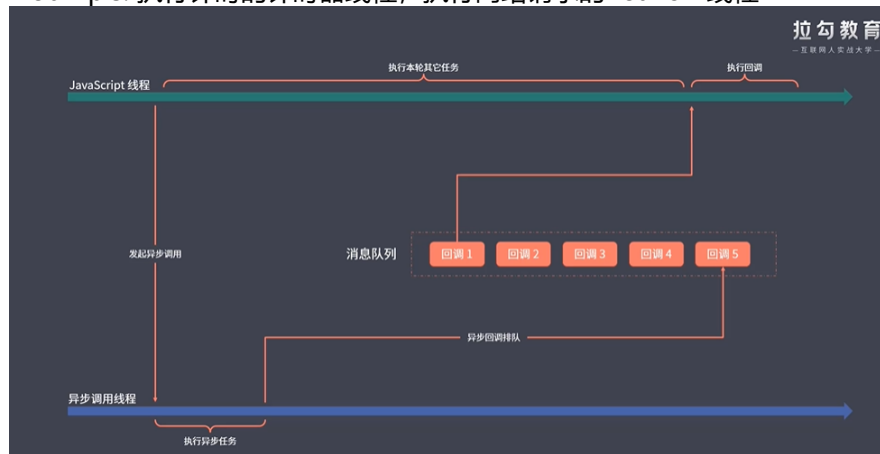 拉勾教育
—互联网人实战大学—
执行本轮其它任务
执行回调
JavaScript 线程
发起异步调用
消息队列
回调 1
回调 2
回调 3
回调 4
回调 5
异步回调排队
异步调用线程
执行异步任务